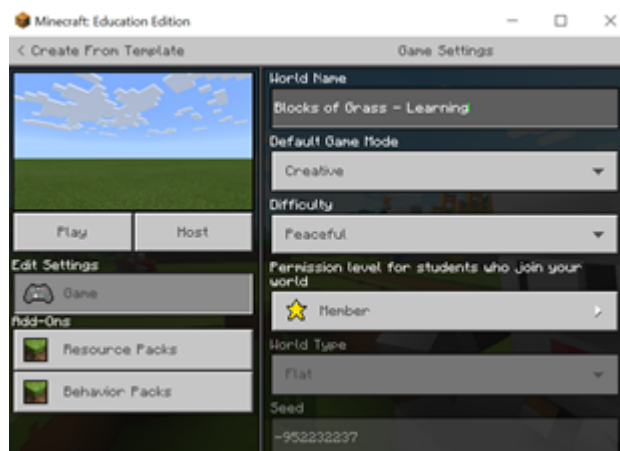 Minecraft: Education Edition
< Create From Template
Game Settings
Play
Host
Edit Settings
Game
Add-Ons
Resource Packs
Behavior Packs
World Name
Blocks of Grass - Learning
Default Game Mode
Creative
Difficulty
Peaceful
Permission level for students who join your
world
Member
World Type
Flat
Seed
-952232237